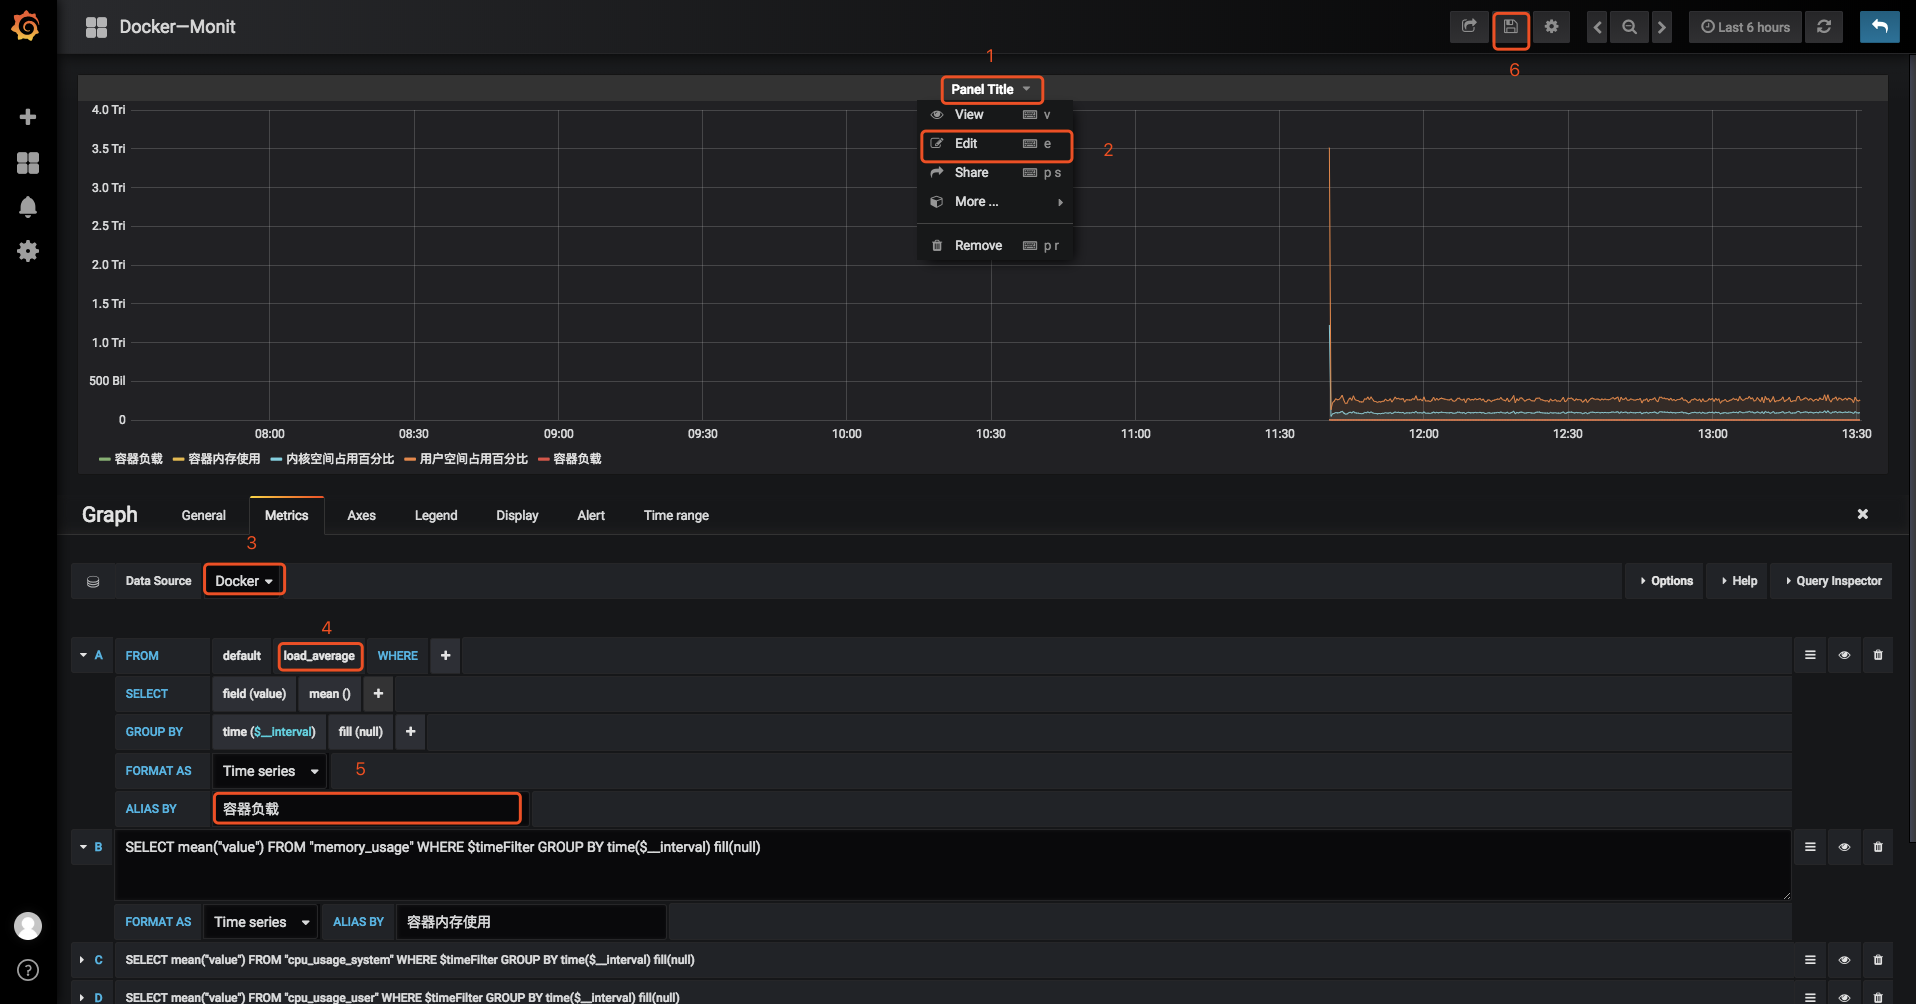 Docker—Monit
Last 6 hours
1
6
Panel Title
View v
Edit e
2
Share p s
More ...
Remove p r
4.0 Tri
3.5 Tri
3.0 Tri
2.5 Tri
2.0 Tri
1.5 Tri
1.0 Tri
500 Bil
0
08:00 08:30 09:00 09:30 10:00 10:30 11:00 11:30 12:00 12:30 13:00 13:30
容器负载 容器内存使用 内核空间占用百分比 用户空间占用百分比 容器负载
Graph General Metrics Axes Legend Display Alert Time range
3
Data Source Docker Options Help Query Inspector
4
A FROM default load_average WHERE +
SELECT field (value) mean () +
GROUP BY time ($__interval) fill (null) +
FORMAT AS Time series 5
ALIAS BY 容器负载
B SELECT mean("value") FROM "memory_usage" WHERE $timeFilter GROUP BY time($__interval) fill(null)
FORMAT AS Time series ALIAS BY 容器内存使用
C SELECT mean("value") FROM "cpu_usage_system" WHERE $timeFilter GROUP BY time($__interval) fill(null)
D SELECT mean("value") FROM "cpu_usage_user" WHERE $timeFilter GROUP BY time($__interval) fill(null)